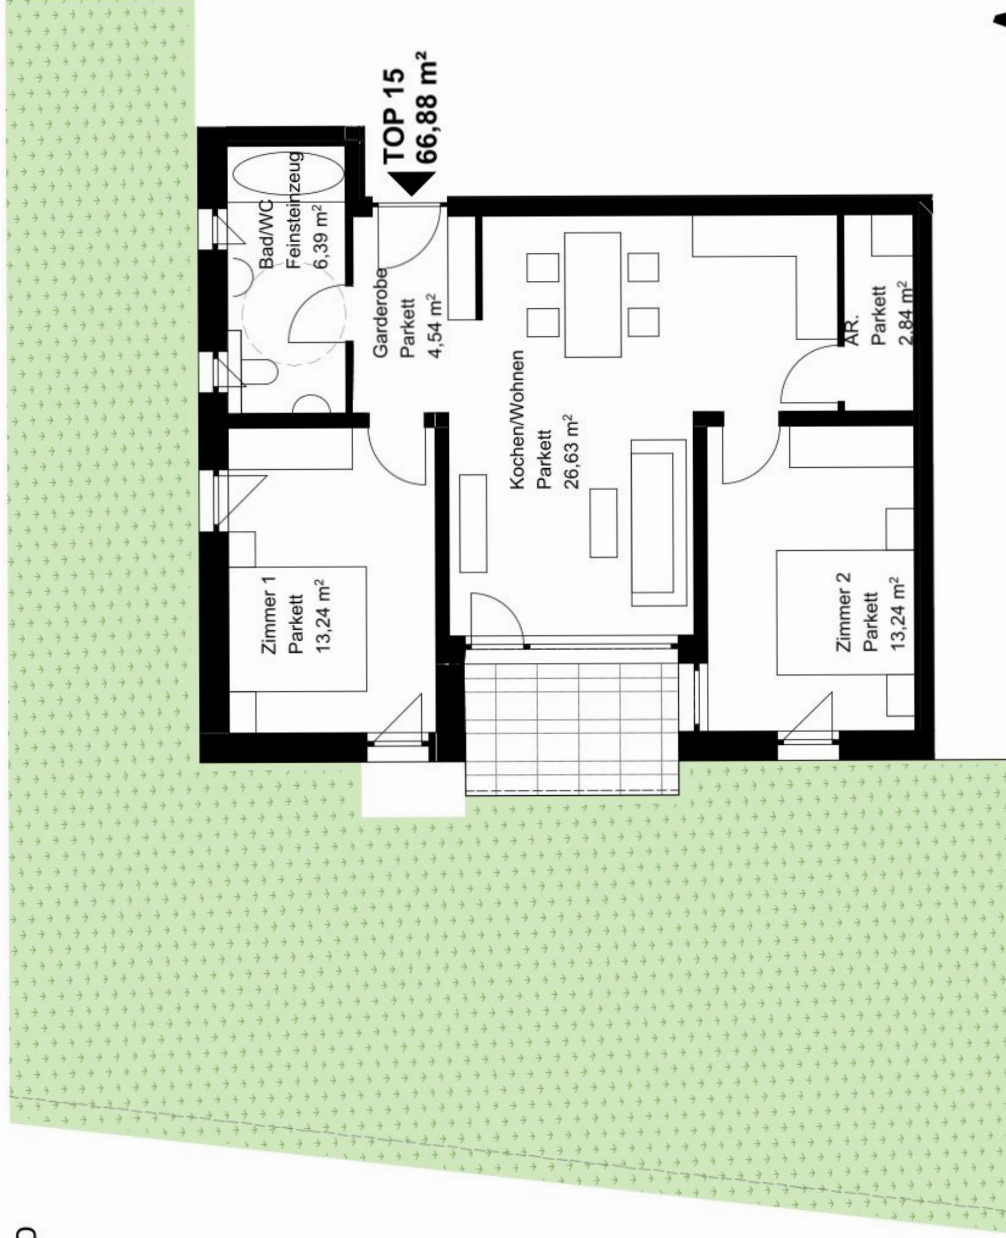 TOP 15
66,88 m²
Bad/WC
Feinsteinzeug
6,39 m²
Garderobe
Parkett
4,54 m²
Kochen/Wohnen
Parkett
26,63 m²
AR.
Parkett
2,84 m²
Zimmer 1
Parkett
13,24 m²
Zimmer 2
Parkett
13,24 m²